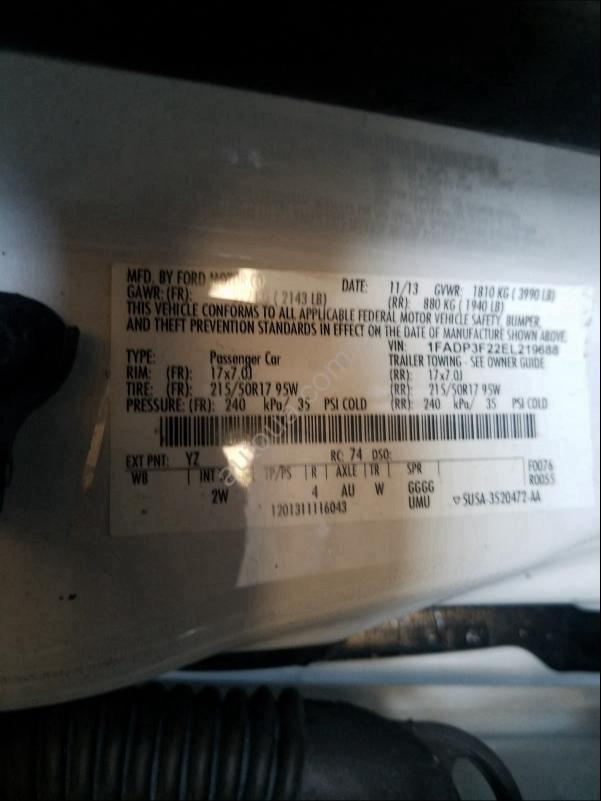 MFD. BY FORD MOTOR CO
DATE: 11/13 GVWR: 1810 KG ( 3990 LB)
GAWR: (FR): ( 2143 LB) (RR): 880 KG ( 1940 LB)
THIS VEHICLE CONFORMS TO ALL APPLICABLE FEDERAL MOTOR VEHICLE SAFETY, BUMPER,
AND THEFT PREVENTION STANDARDS IN EFFECT ON THE DATE OF MANUFACTURE SHOWN ABOVE.
VIN: 1FADP3F22EL219688
TYPE: Passenger Car TRAILER TOWING - SEE OWNER GUIDE
RIM: (FR): 17x7.0J (RR): 17x7.0J
TIRE: (FR): 215/50R17 95W (RR): 215/50R17 95W
PRESSURE: (FR): 240 kPa/ 35 PSI COLD (RR): 240 kPa/ 35 PSI COLD
EXT PNT: YZ RC: 74 DSO: F0076
WB INT TP/PS R AXLE TR SPR R0055
2W 4 AU W GGGG
1201311116043 UMU ▽ SUSA-3520472-AA